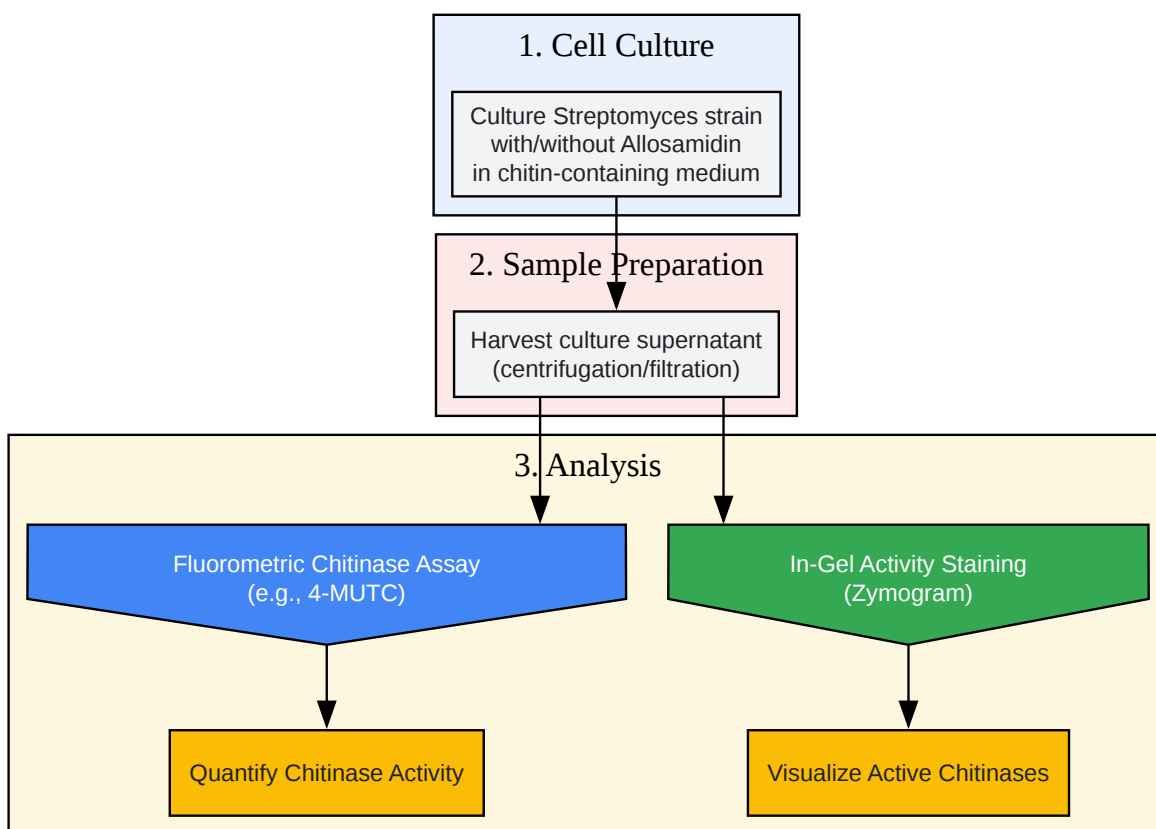 1. Cell Culture
Culture Streptomyces strain
with/without Allosamidin
in chitin-containing medium
2. Sample Preparation
Harvest culture supernatant
(centrifugation/filtration)
3. Analysis
Fluorometric Chitinase Assay
(e.g., 4-MUTC)
In-Gel Activity Staining
(Zymogram)
Quantify Chitinase Activity
Visualize Active Chitinases